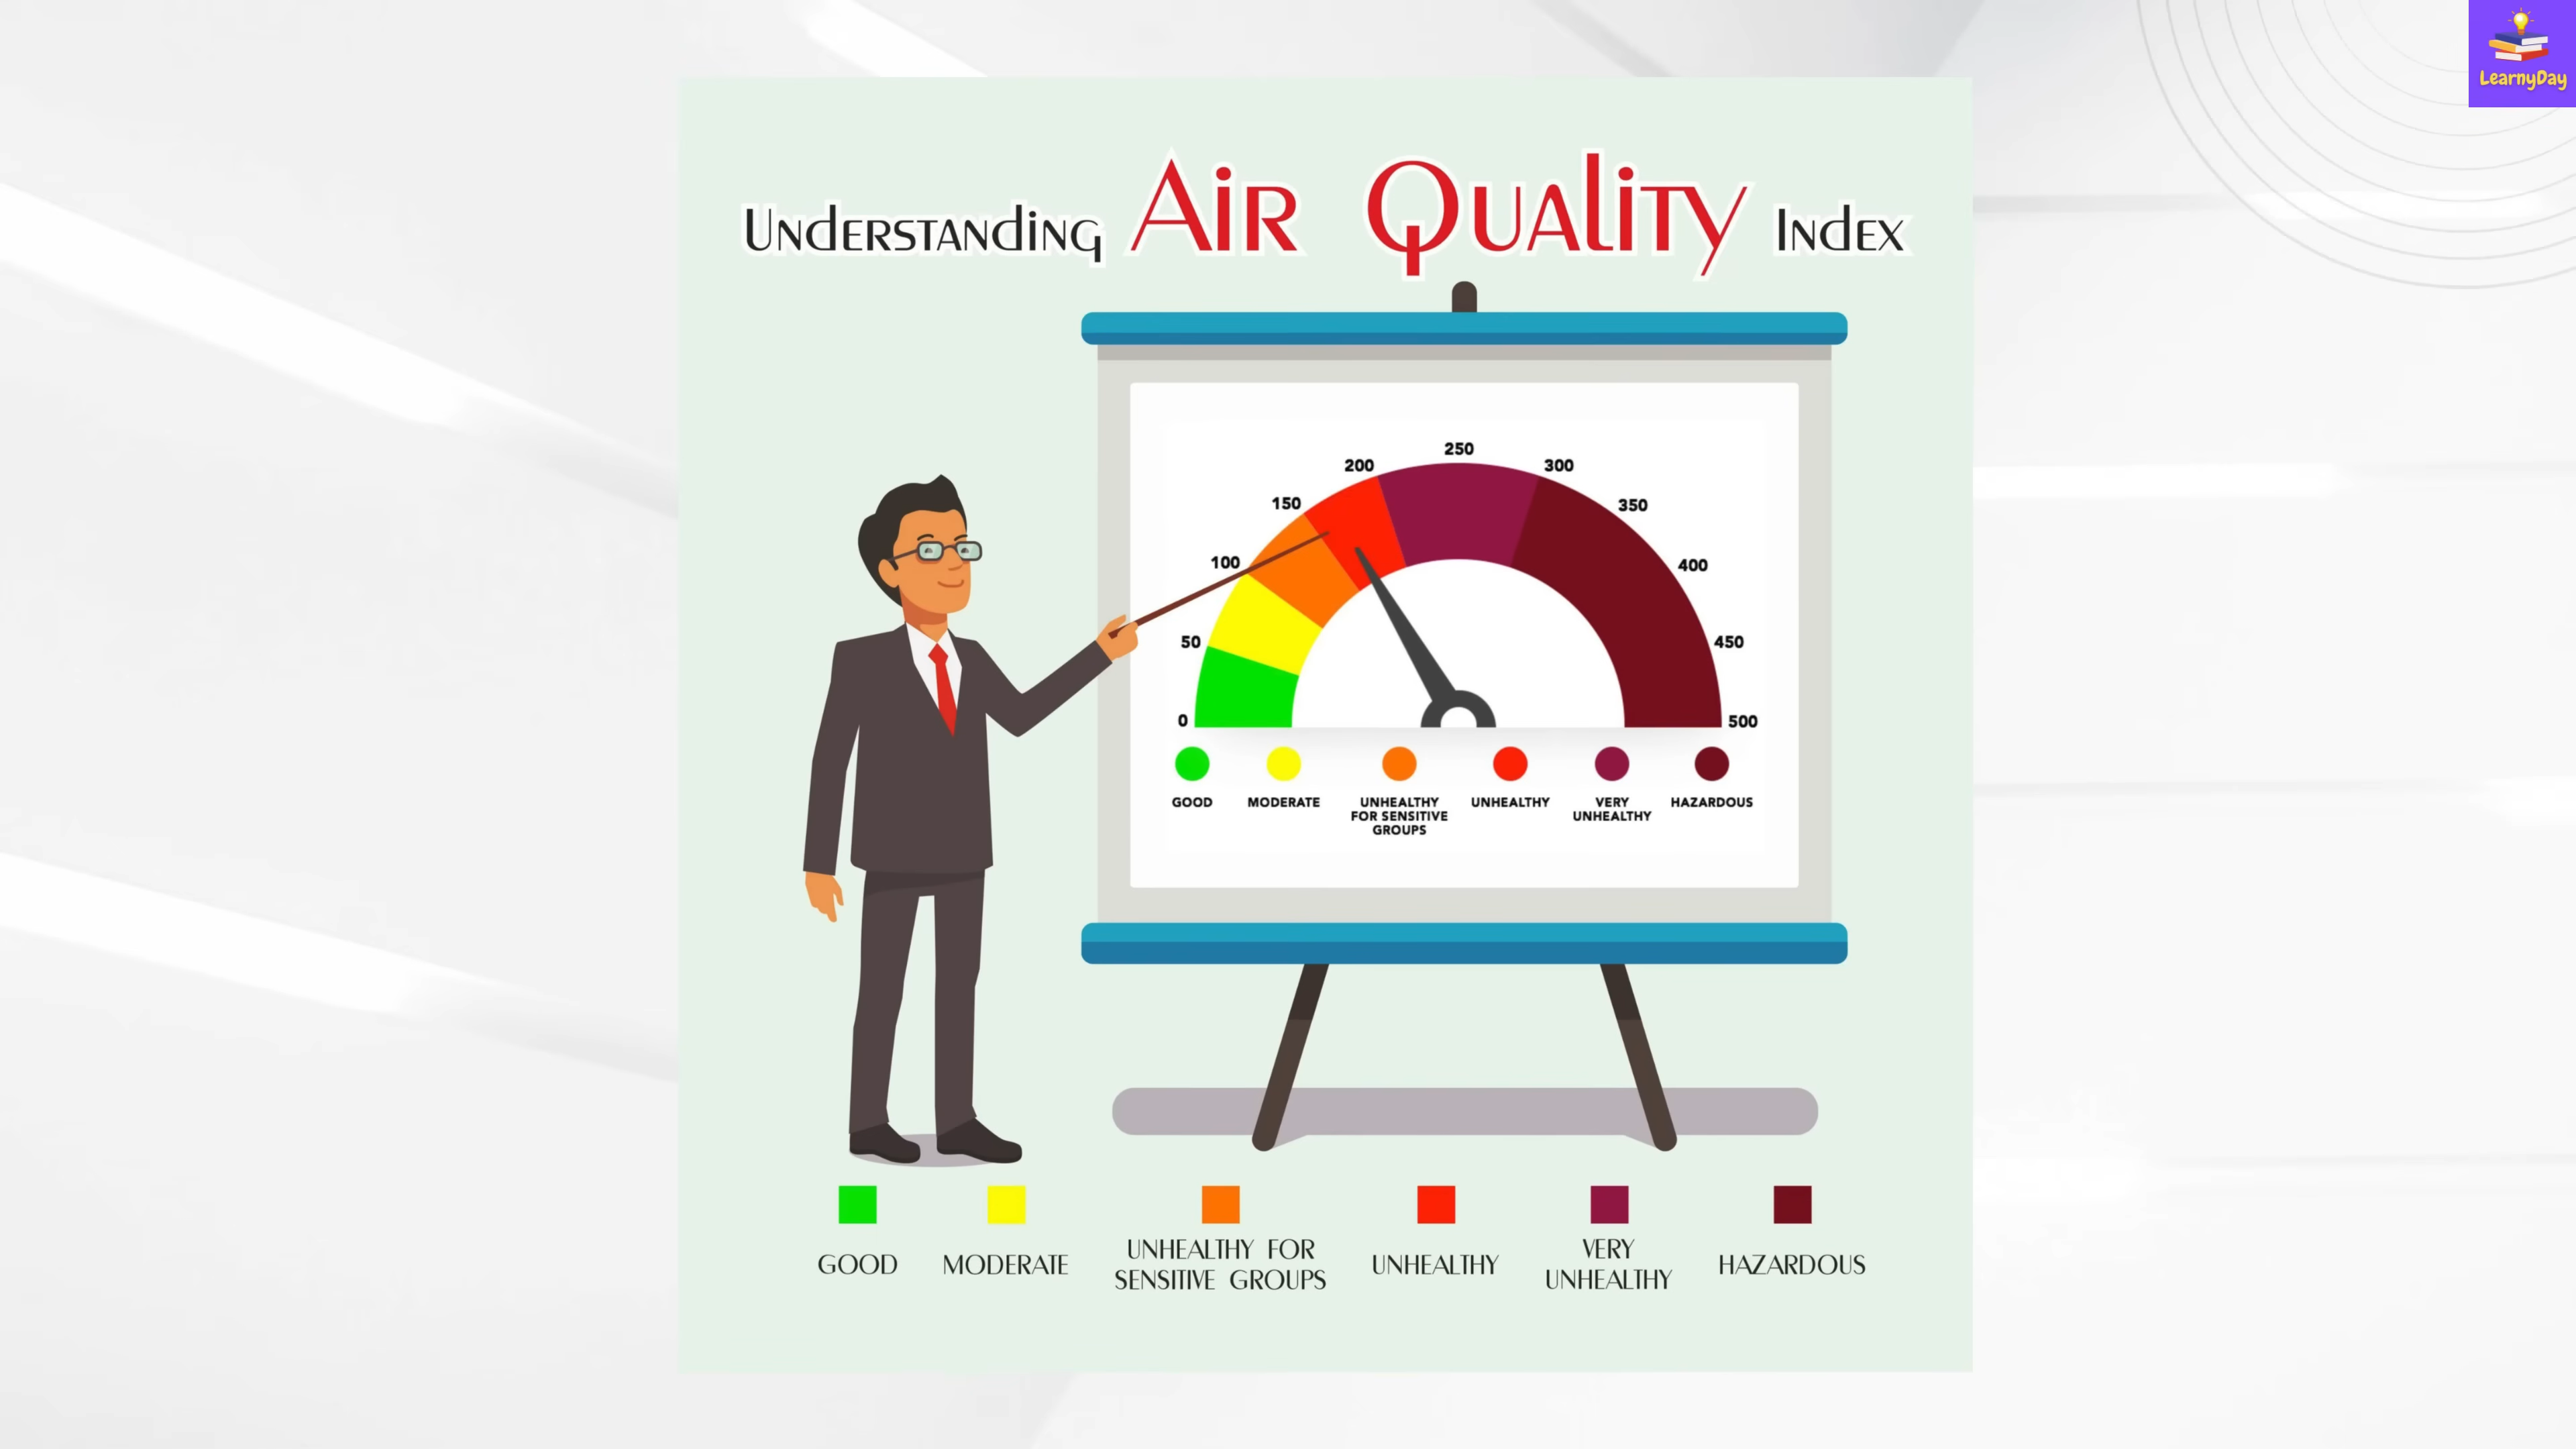 LearnyDay
Understanding Air Quality Index
250
200
300
150
350
100
400
50
450
0
500
GOOD
MODERATE
UNHEALTHY
FOR SENSITIVE
GROUPS
UNHEALTHY
VERY
UNHEALTHY
HAZARDOUS
GOOD
MODERATE
UNHEALTHY FOR
SENSITIVE GROUPS
UNHEALTHY
VERY
UNHEALTHY
HAZARDOUS